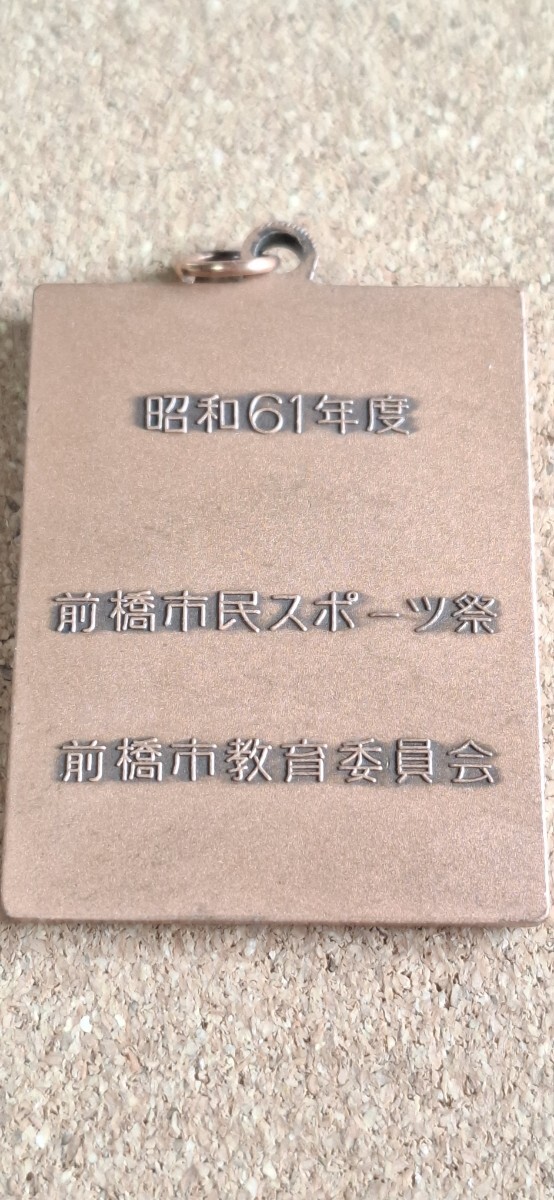 昭和61年度
前橋市民スポーツ祭
前橋市教育委員会